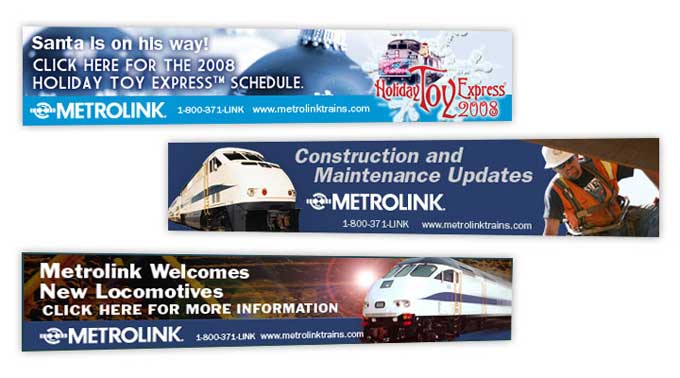 Santa is on his way!
CLICK HERE FOR THE 2008
HOLIDAY TOY EXPRESS™ SCHEDULE.
METROLINK. 1-800-371-LINK www.metrolinktrains.com
Holiday Toy Express
2008
Construction and
Maintenance Updates
METROLINK.
1-800-371-LINK www.metrolinktrains.com
Metrolink Welcomes
New Locomotives
CLICK HERE FOR MORE INFORMATION
METROLINK. 1-800-371-LINK www.metrolinktrains.com